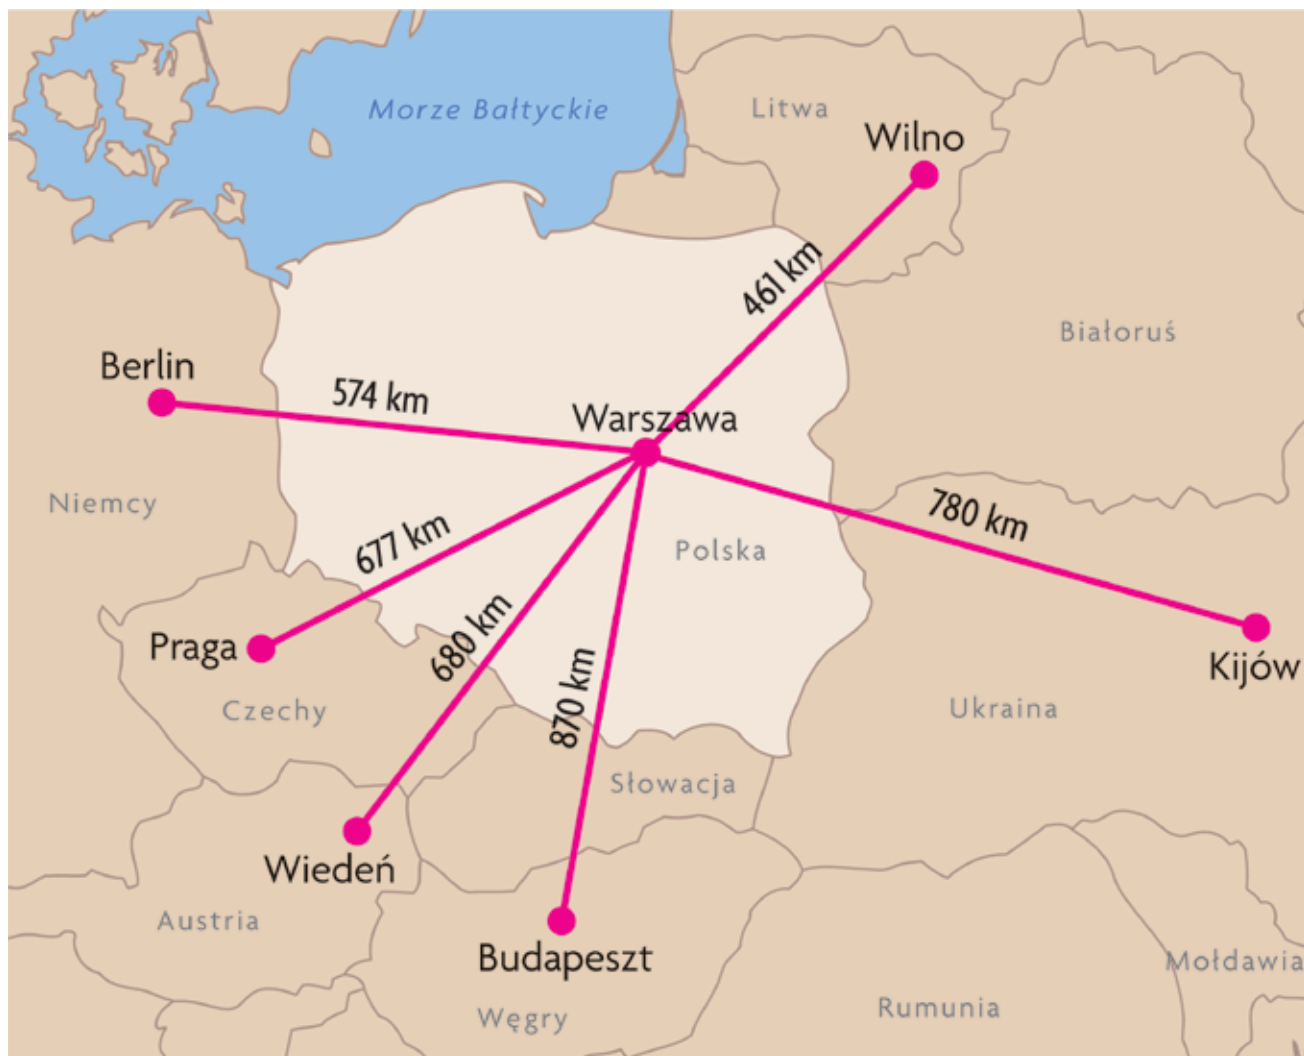 Morze Bałtyckie
Litwa
Wilno
461 km
Białoruś
Berlin
574 km
Warszawa
Niemcy
677 km
780 km
Polska
680 km
Praga
870 km
Kijów
Czechy
Ukraina
Słowacja
Wiedeń
Austria
Budapeszt
Mołdawia
Węgry
Rumunia